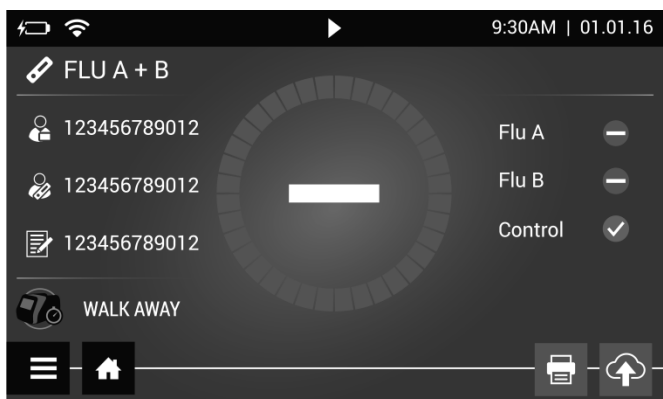 9:30AM | 01.01.16
FLU A + B
123456789012
123456789012
123456789012
WALK AWAY
Flu A
Flu B
Control